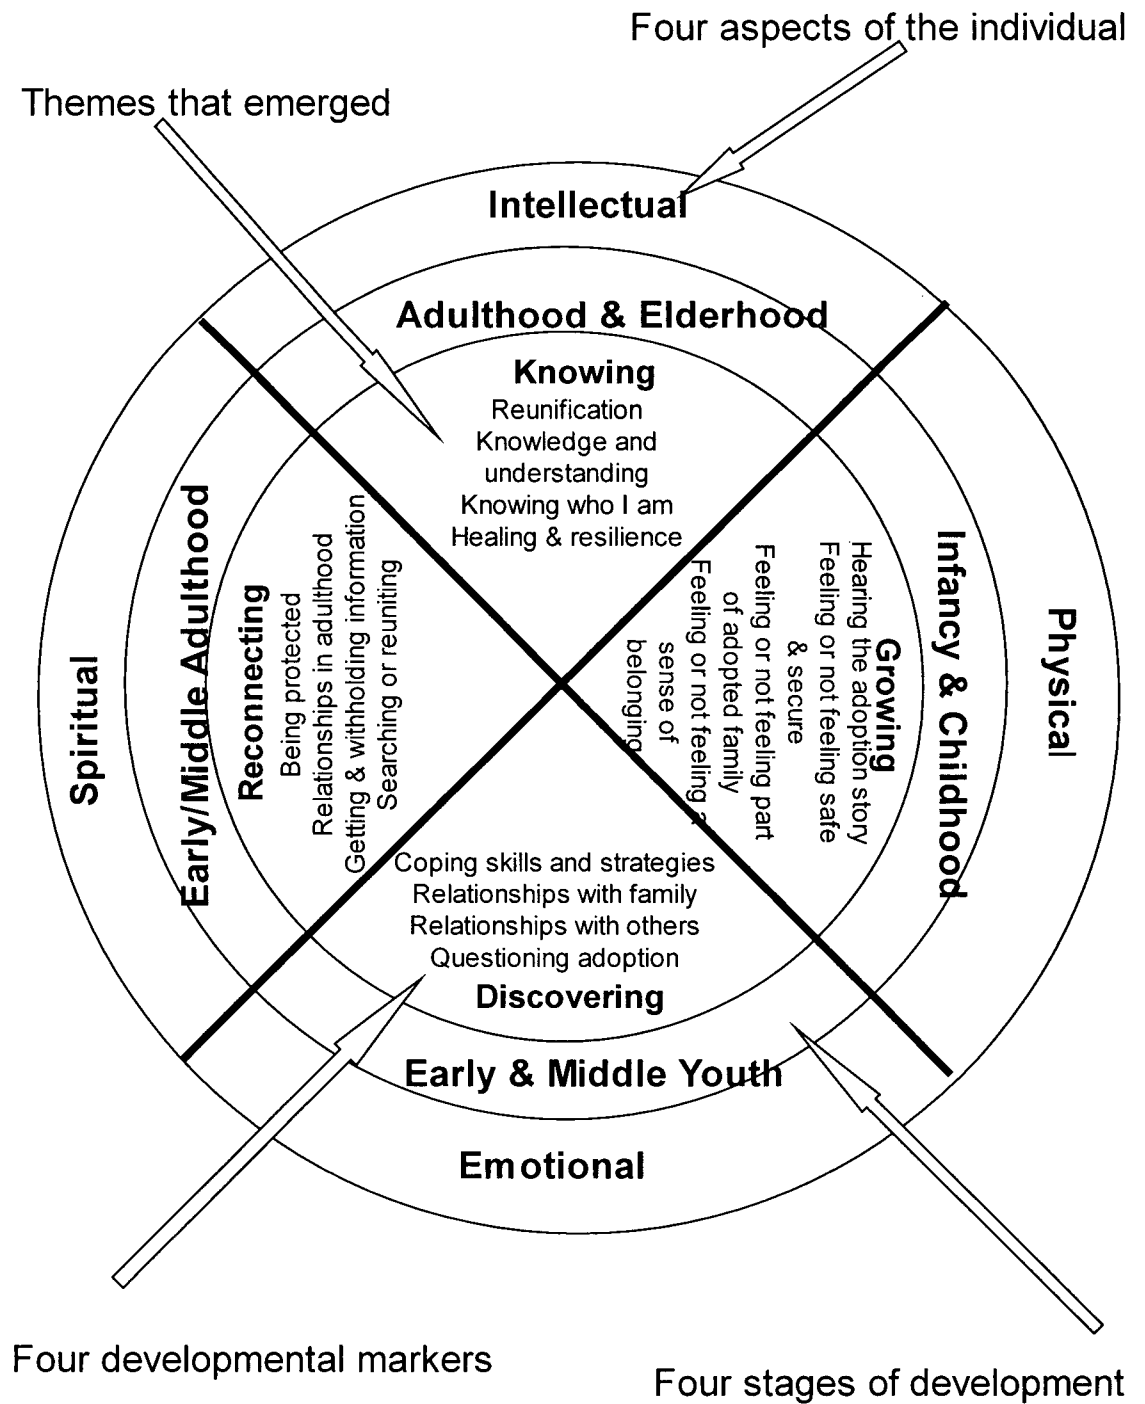 Four aspects of the individual
Themes that emerged
Intellectual
Adulthood & Elderhood
Knowing
Reunification
Knowledge and
understanding
Knowing who I am
Healing & resilience
Physical
Infancy & Childhood
Growing
Hearing the adoption story
Feeling or not feeling safe
& secure
Feeling or not feeling part
of adopted family
Feeling or not feeling a
sense of
belonging
Spiritual
Early/Middle Adulthood
Reconnecting
Being protected
Relationships in adulthood
Getting & withholding information
Searching or reuniting
Coping skills and strategies
Relationships with family
Relationships with others
Questioning adoption
Discovering
Early & Middle Youth
Emotional
Four developmental markers
Four stages of development